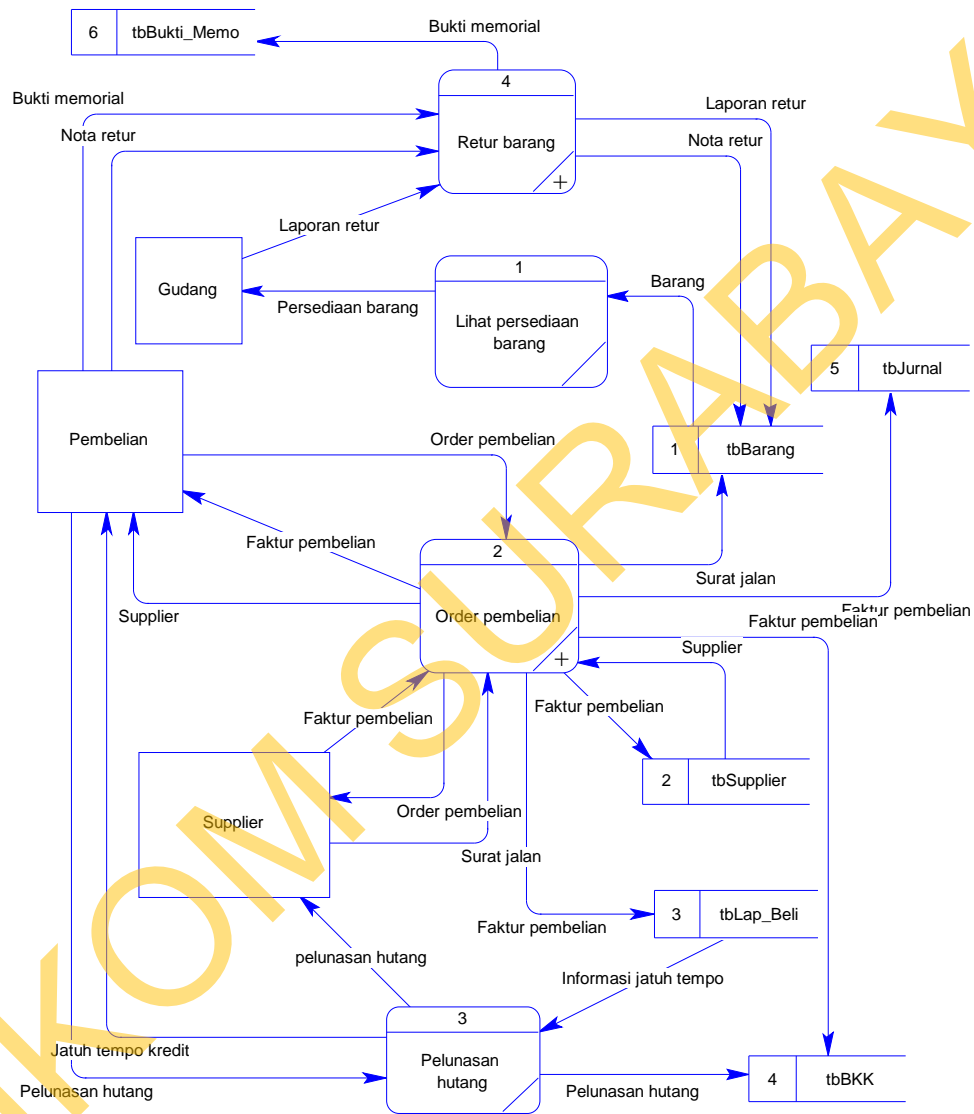 6 tbBukti_Memo
Bukti memorial
4
Retur barang
+
Bukti memorial
Nota retur
Laporan retur
Nota retur
Laporan retur
Gudang
Persediaan barang
1
Lihat persediaan
barang
Barang
5 tbJurnal
Pembelian
Order pembelian
1 tbBarang
Faktur pembelian
2
Order pembelian
+
Surat jalan
Supplier
Faktur pembelian
Faktur pembelian
Supplier
Faktur pembelian
Faktur pembelian
2 tbSupplier
Supplier
Order pembelian
Surat jalan
3 tbLap_Beli
Faktur pembelian
pelunasan hutang
Informasi jatuh tempo
3
Pelunasan
hutang
Jatuh tempo kredit
Pelunasan hutang
Pelunasan hutang
4 tbBKK
KOM SURABAY